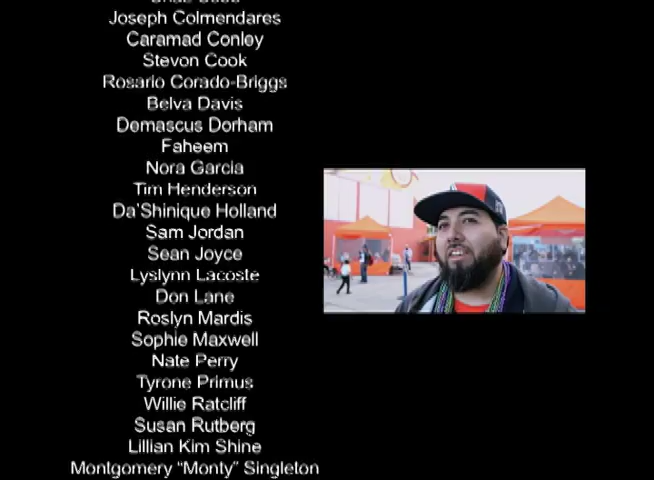 Joseph Colmendares
Caramad Conley
Stevon Cook
Rosario Corado-Briggs
Belva Davis
Demascus Dorham
Faheem
Nora Garcia
Tim Henderson
Da'Shinique Holland
Sam Jordan
Sean Joyce
Lyslynn Lacoste
Don Lane
Roslyn Mardis
Sophie Maxwell
Nate Perry
Tyrone Primus
Willie Ratcliff
Susan Rutberg
Lillian Kim Shine
Montgomery “Monty” Singleton